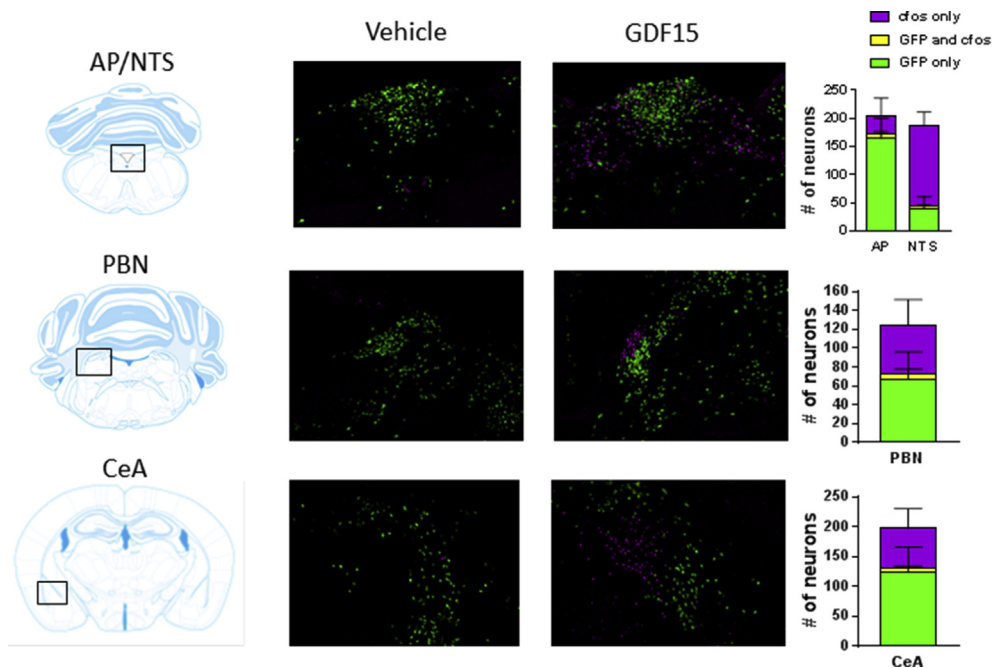 Vehicle
GDF15
cfos only
GFP and cfos
GFP only
AP/NTS
250
200
150
100
50
0
# of neurons
AP NTS
PBN
160
140
120
100
80
60
40
20
0
# of neurons
PBN
CeA
250
200
150
100
50
0
# of neurons
CeA